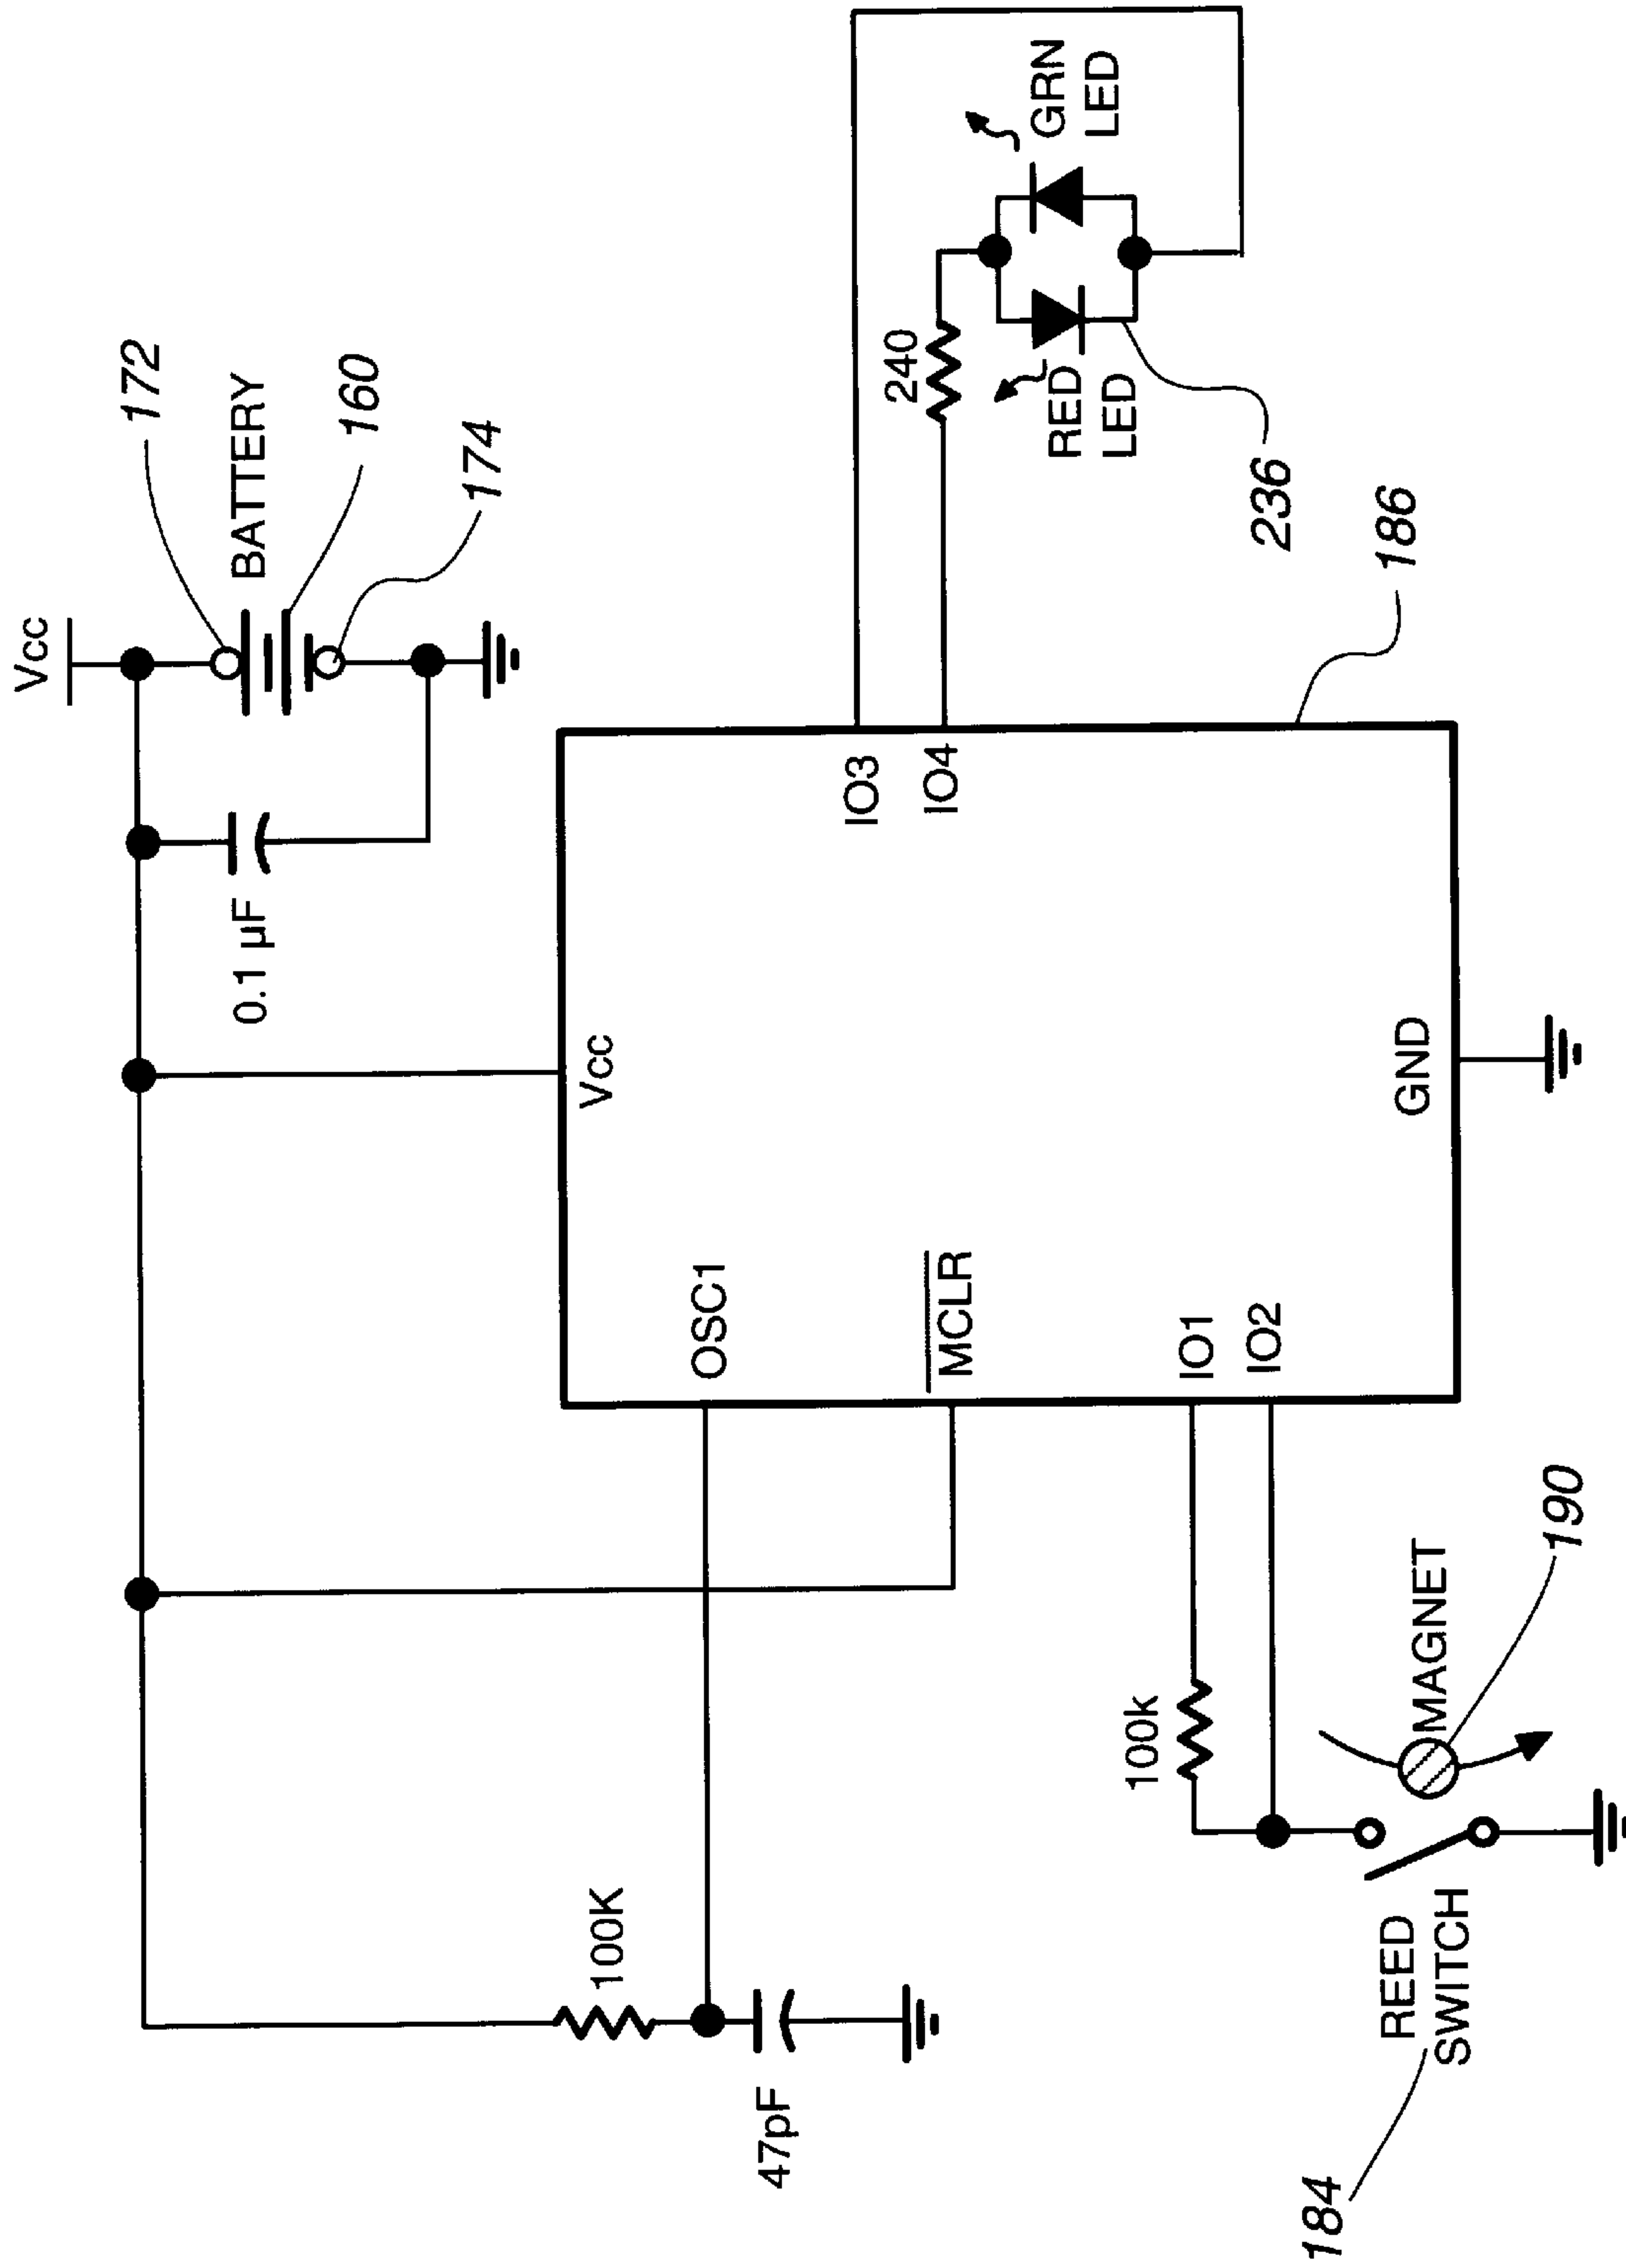 Vcc
172
BATTERY
160
174
0.1 µF
Vcc
OSC1
MCLR
IO1
IO2
IO3
IO4
GND
186
240
RED
LED
GRN
LED
236
100K
47pF
100k
REED
SWITCH
184
MAGNET
190